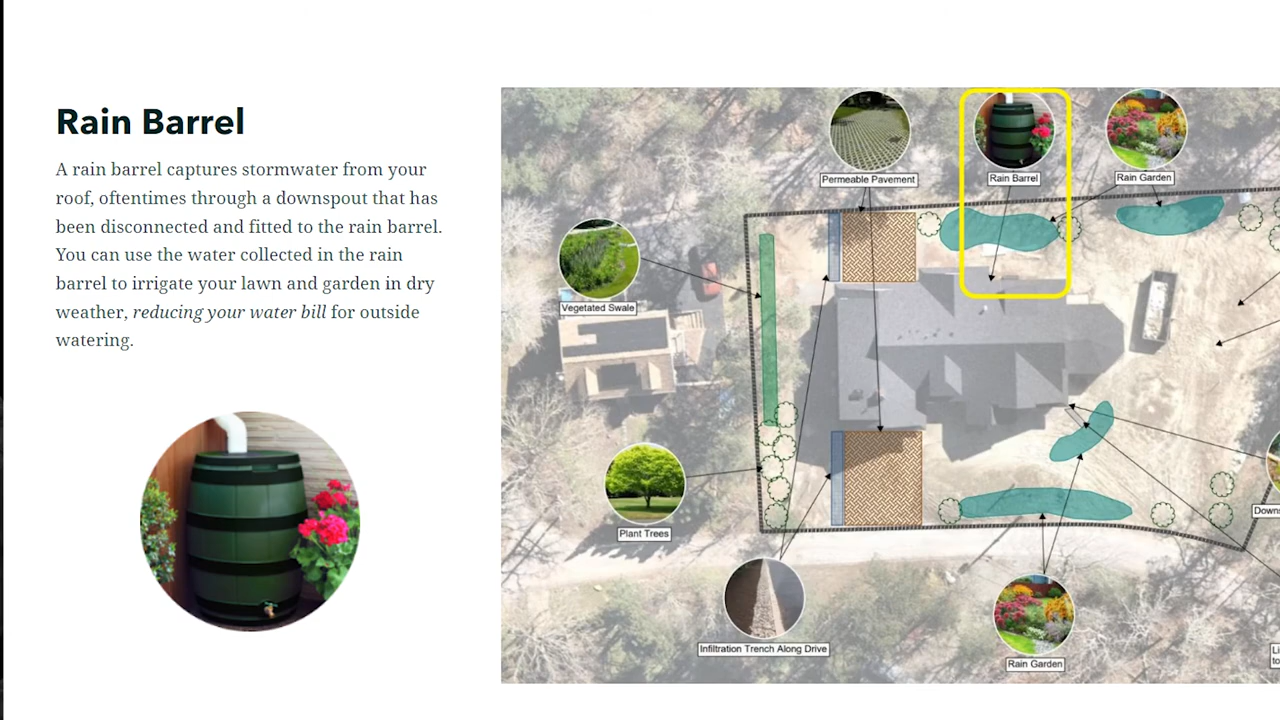 Rain Barrel
A rain barrel captures stormwater from your
roof, oftentimes through a downspout that has
been disconnected and fitted to the rain barrel.
You can use the water collected in the rain
barrel to irrigate your lawn and garden in dry
weather, reducing your water bill for outside
watering.
Permeable Pavement
Rain Barrel
Rain Garden
Vegetated Swale
Plant Trees
Infiltration Trench Along Drive
Rain Garden